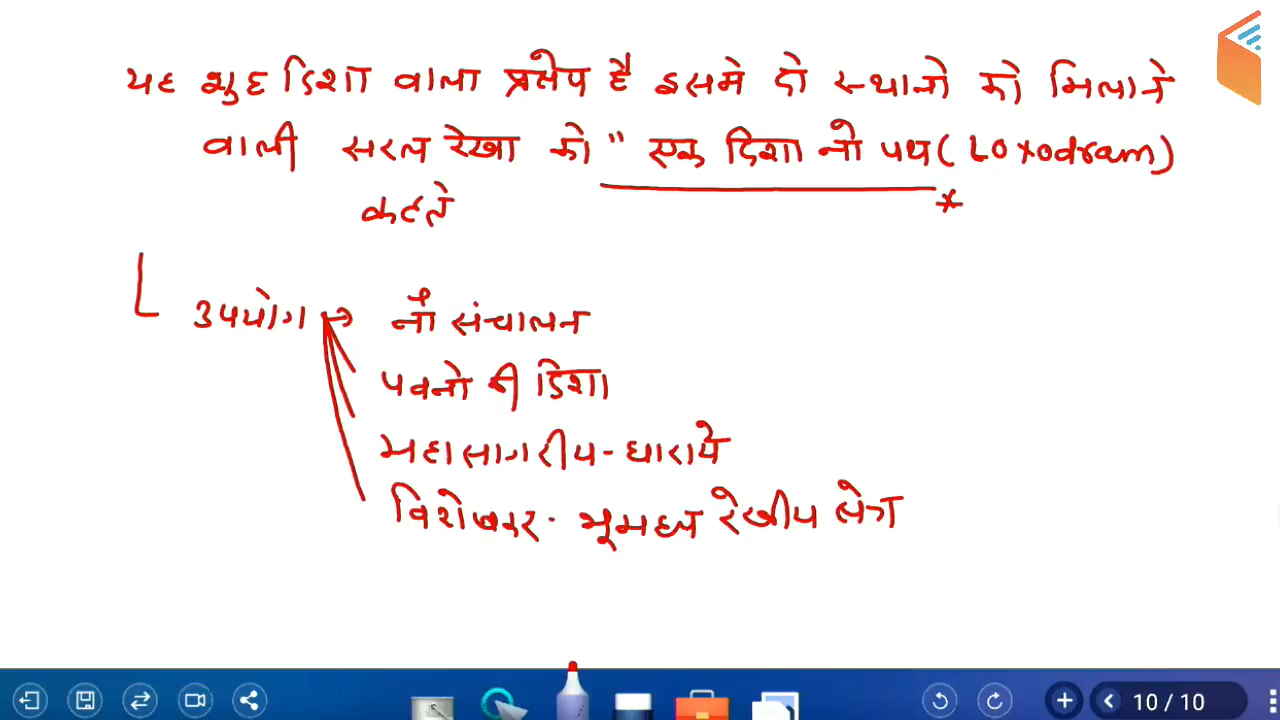 यह शुद्ध दिशा वाला प्रक्षेप है इसमे दो स्थानो को मिलाने
वाली सरल रेखा को " एक दिशा नौ पथ ( Loxodram)
कहते
उपयोग → नौ संचालन
पवनो की दिशा
महासागरीय - धाराये
विशेषकर - भूमध्य रेखीय क्षेत्र
10 / 10